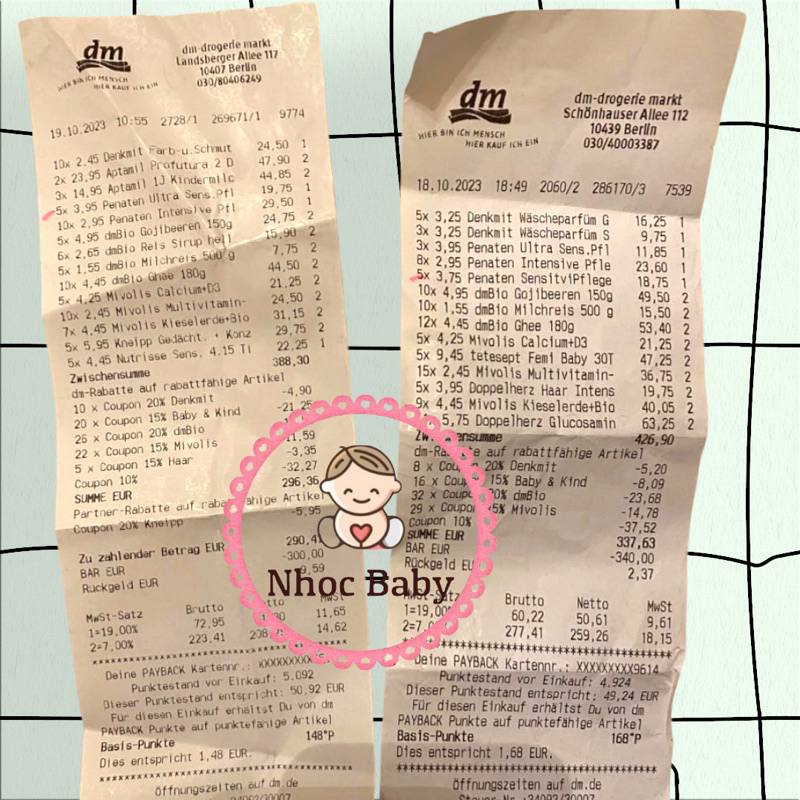 dm
HIER BIN ICH MENSCH
HIER KAUF ICH EIN
dm-drogerie markt
Landsberger Allee 117
10407 Berlin
030/80406249
19.10.2023 10:55 2728/1 269671/1 9774
10x 2,45 Denkmit Farb-u.Schmut 24,50 1
2x 23,95 Aptamil Profutura 2 D 47,90 2
3x 14,95 Aptamil 1J Kindermilc 44,85 2
5x 3,95 Penaten Ultra Sens.Pfl 19,75 1
10x 2,95 Penaten Intensive Pfl 29,50 1
5x 4,95 dmBio Gojibeeren 150g 24,75 2
6x 2,65 dmBio Reis Sirup hell 15,90 2
5x 1,55 dmBio Milchreis 500 g 7,75 2
10x 4,45 dmBio Ghee 180g 44,50 2
5x 4,25 Mivolis Calcium+D3 21,25 2
10x 2,45 Mivolis Multivitamin- 24,50 2
7x 4,45 Mivolis Kieselerde+Bio 31,15 2
5x 5,95 Kneipp Gedächt. + Konz 29,75 2
5x 4,45 Nutrisse Sens. 4.15 Ti 22,25 1
Zwischensumme 388,30
dm-Rabatte auf rabattfähige Artikel
10 x Coupon 20% Denkmit -4,90
20 x Coupon 15% Baby & Kind -21,25
26 x Coupon 20% dmBio
22 x Coupon 15% Mivolis 11,59
5 x Coupon 15% Haar -3,35
Coupon 10% -32,27
SUMME EUR 296,36
Partner-Rabatte auf rabattfähige Artikel
Coupon 20% Kneipp -5,95
Zu zahlender Betrag EUR 290,41
BAR EUR -300,00
Rückgeld EUR 9,59
MwSt-Satz Brutto MwSt
1=19,00% 72,95 11,65
2=7,00% 223,41 14,62
Deine PAYBACK Kartennr.:
Punktestand vor Einkauf: 5.092
Dieser Punktestand entspricht: 50,92 EUR
Für diesen Einkauf erhältst Du von dm
PAYBACK Punkte auf punktefähige Artikel
Basis-Punkte 148°P
Dies entspricht 1,48 EUR.
Öffnungszeiten auf dm.de
dm
HIER BIN ICH MENSCH
HIER KAUF ICH EIN
dm-drogerie markt
Schönhauser Allee 112
10439 Berlin
030/40003387
18.10.2023 18:49 2060/2 286170/3 7539
5x 3,25 Denkmit Wäscheparfüm G 16,25 1
3x 3,25 Denkmit Wäscheparfüm S 9,75 1
3x 3,95 Penaten Ultra Sens.Pfl 11,85 1
8x 2,95 Penaten Intensive Pfle 23,60 1
5x 3,75 Penaten SensitviPflege 18,75 1
10x 4,95 dmBio Gojibeeren 150g 49,50 2
10x 1,55 dmBio Milchreis 500 g 15,50 2
12x 4,45 dmBio Ghee 180g 53,40 2
5x 4,25 Mivolis Calcium+D3 21,25 2
5x 9,45 tetesept Femi Baby 30T 47,25 2
15x 2,45 Mivolis Multivitamin- 36,75 2
5x 3,95 Doppelherz Haar Intens 19,75 2
9x 4,45 Mivolis Kieselerde+Bio 40,05 2
5,75 Doppelherz Glucosamin 63,25 2
Zwischensumme 426,90
dm-Rabatte auf rabattfähige Artikel
8 x Coupon 20% Denkmit -5,20
16 x Coupon 15% Baby & Kind -8,09
32 x Coupon 20% dmBio -23,68
29 x Coupon 15% Mivolis -14,78
Coupon 10% -37,52
SUMME EUR 337,63
BAR EUR -340,00
Rückgeld EUR 2,37
MwSt-Satz Brutto Netto MwSt
1=19,00% 60,22 50,61 9,61
2=7,00% 277,41 259,26 18,15
Deine PAYBACK Kartennr.: XXXXXXXXX9614
Punktestand vor Einkauf: 4.924
Dieser Punktestand entspricht: 49,24 EUR
Für diesen Einkauf erhältst Du von dm
PAYBACK Punkte auf punktefähige Artikel
Basis-Punkte 168°P
Dies entspricht 1,68 EUR.
Öffnungszeiten auf dm.de
Nhoc Baby